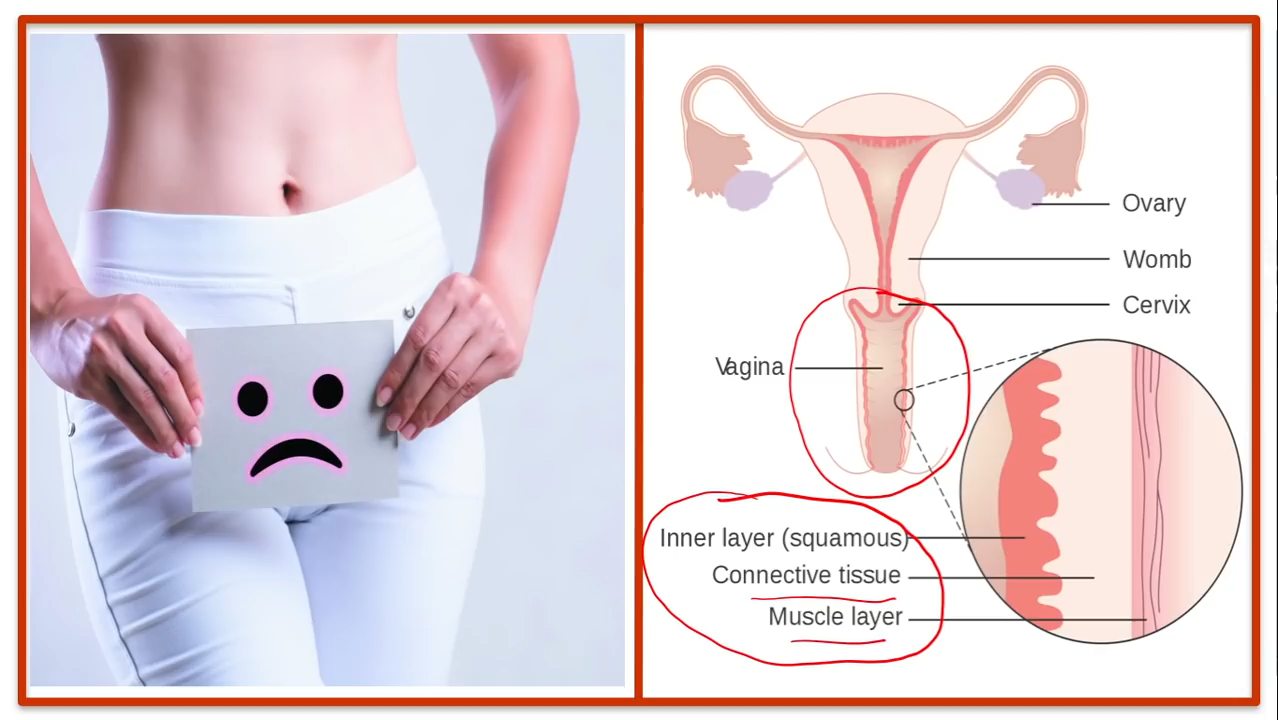 Ovary
Womb
Cervix
Vagina
Inner layer (squamous)
Connective tissue
Muscle layer